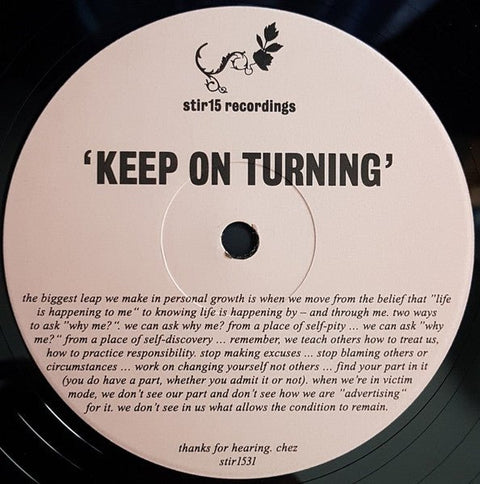 stir15 recordings
‘KEEP ON TURNING’
the biggest leap we make in personal growth is when we move from the belief that "life
is happening to me" to knowing life is happening by – and through me. two ways
to ask "why me?". we can ask why me? from a place of self-pity ... we can ask "why
me?" from a place of self-discovery ... remember, we teach others how to treat us,
how to practice responsibility. stop making excuses ... stop blaming others or
circumstances ... work on changing yourself not others ... find your part in it
(you do have a part, whether you admit it or not). when we're in victim
mode, we don't see our part and don't see how we are "advertising"
for it. we don't see in us what allows the condition to remain.
thanks for hearing. chez
stir1531